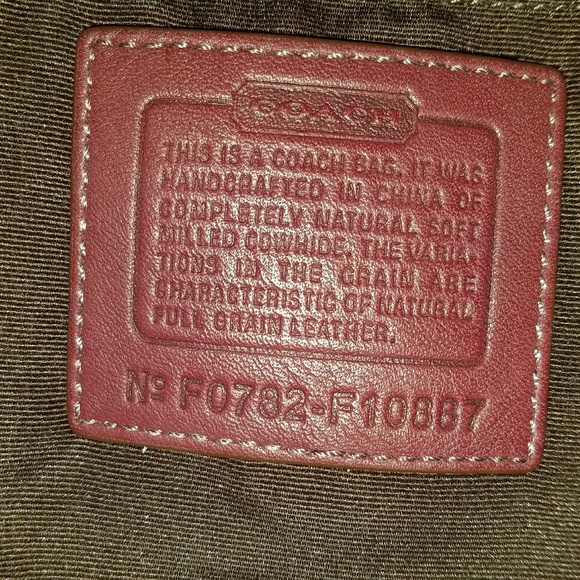 COACH
THIS IS A COACH BAG. IT WAS
HANDCRAFTED IN CHINA OF
COMPLETELY NATURAL SOFT
MILLED COWHIDE. THE VARIA-
TIONS IN THE GRAIN ARE
CHARACTERISTIC OF NATURAL
FULL GRAIN LEATHER.
Nº F0782-F10887